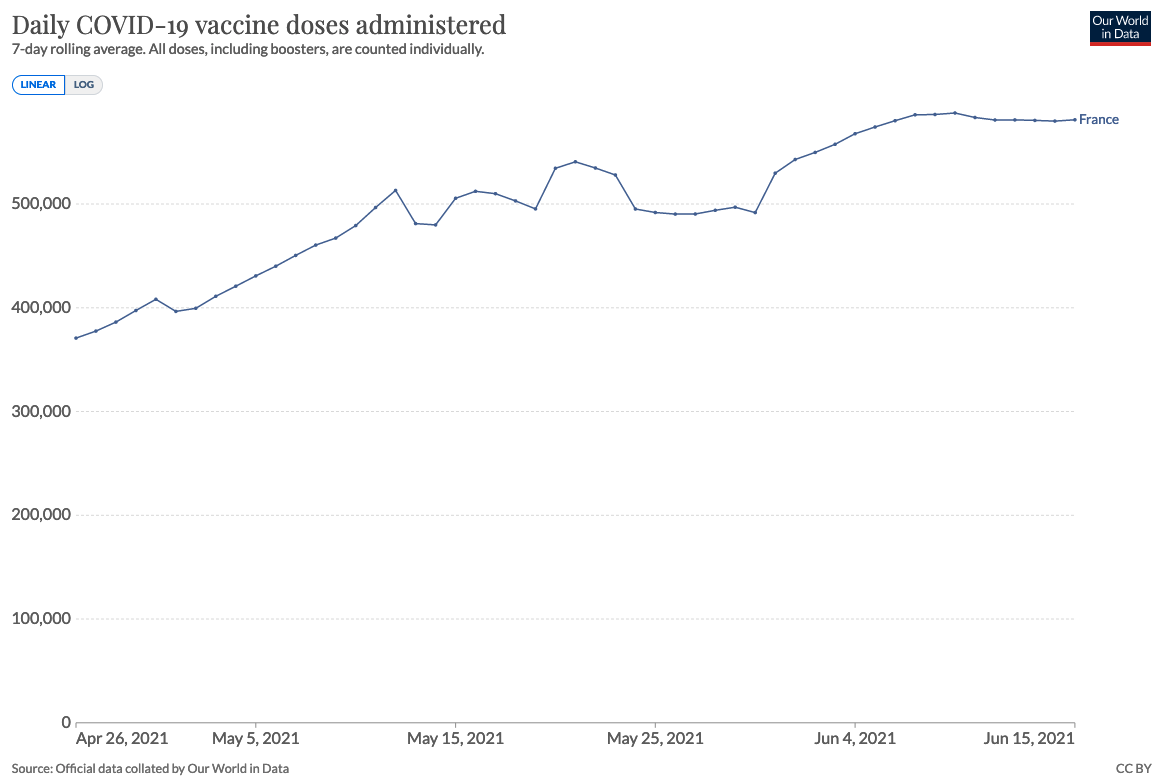 Daily COVID-19 vaccine doses administered
7-day rolling average. All doses, including boosters, are counted individually.
Our World
in Data
LINEAR LOG
France
500,000
400,000
300,000
200,000
100,000
0
Apr 26, 2021 May 5, 2021 May 15, 2021 May 25, 2021 Jun 4, 2021 Jun 15, 2021
Source: Official data collated by Our World in Data CC BY